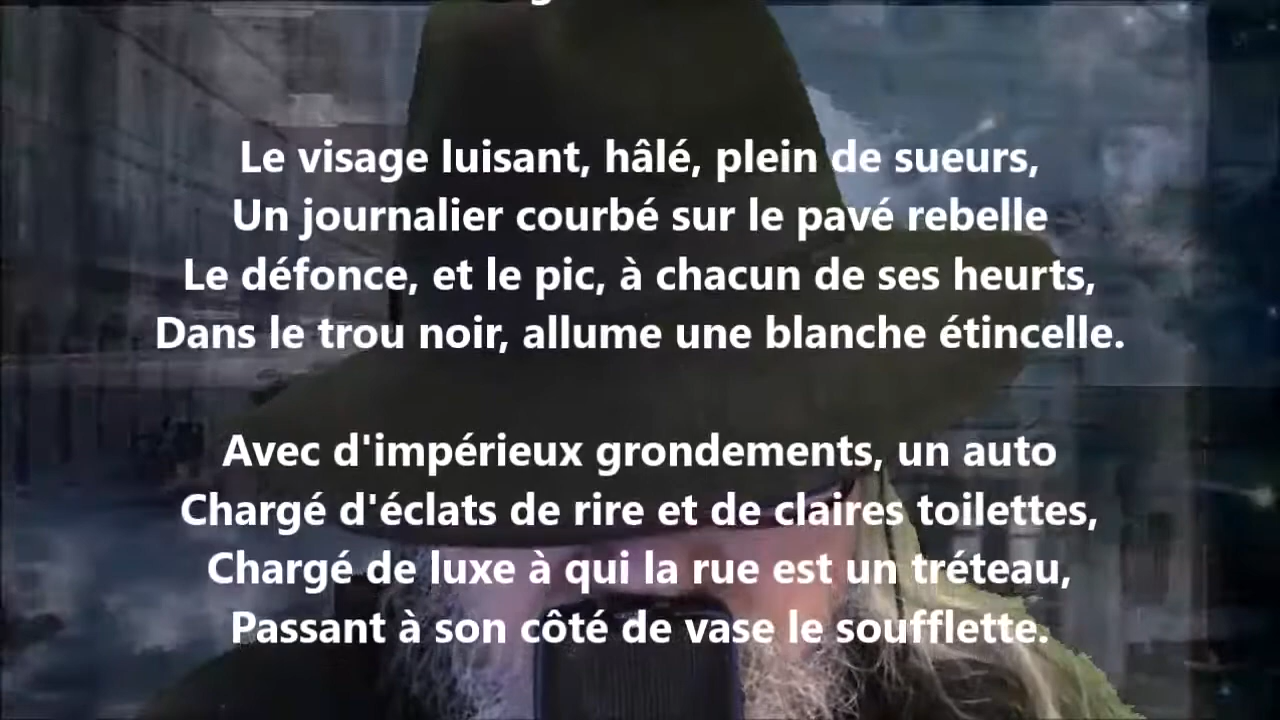 Le visage luisant, hâlé, plein de sueurs,
Un journalier courbé sur le pavé rebelle
Le défonce, et le pic, à chacun de ses heurts,
Dans le trou noir, allume une blanche étincelle.
Avec d'impérieux grondements, un auto
Chargé d'éclats de rire et de claires toilettes,
Chargé de luxe à qui la rue est un tréteau,
Passant à son côté de vase le soufflette.